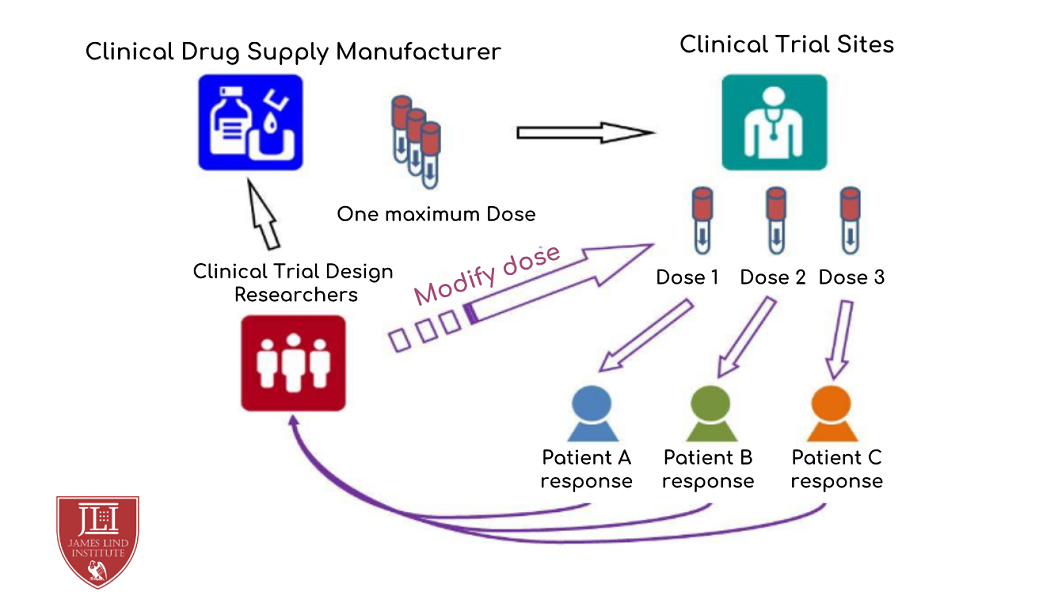 Clinical Drug Supply Manufacturer
Clinical Trial Sites
One maximum Dose
Clinical Trial Design
Researchers
Modify dose
Dose 1
Dose 2
Dose 3
Patient A
response
Patient B
response
Patient C
response
JLI
JAMES LIND
INSTITUTE